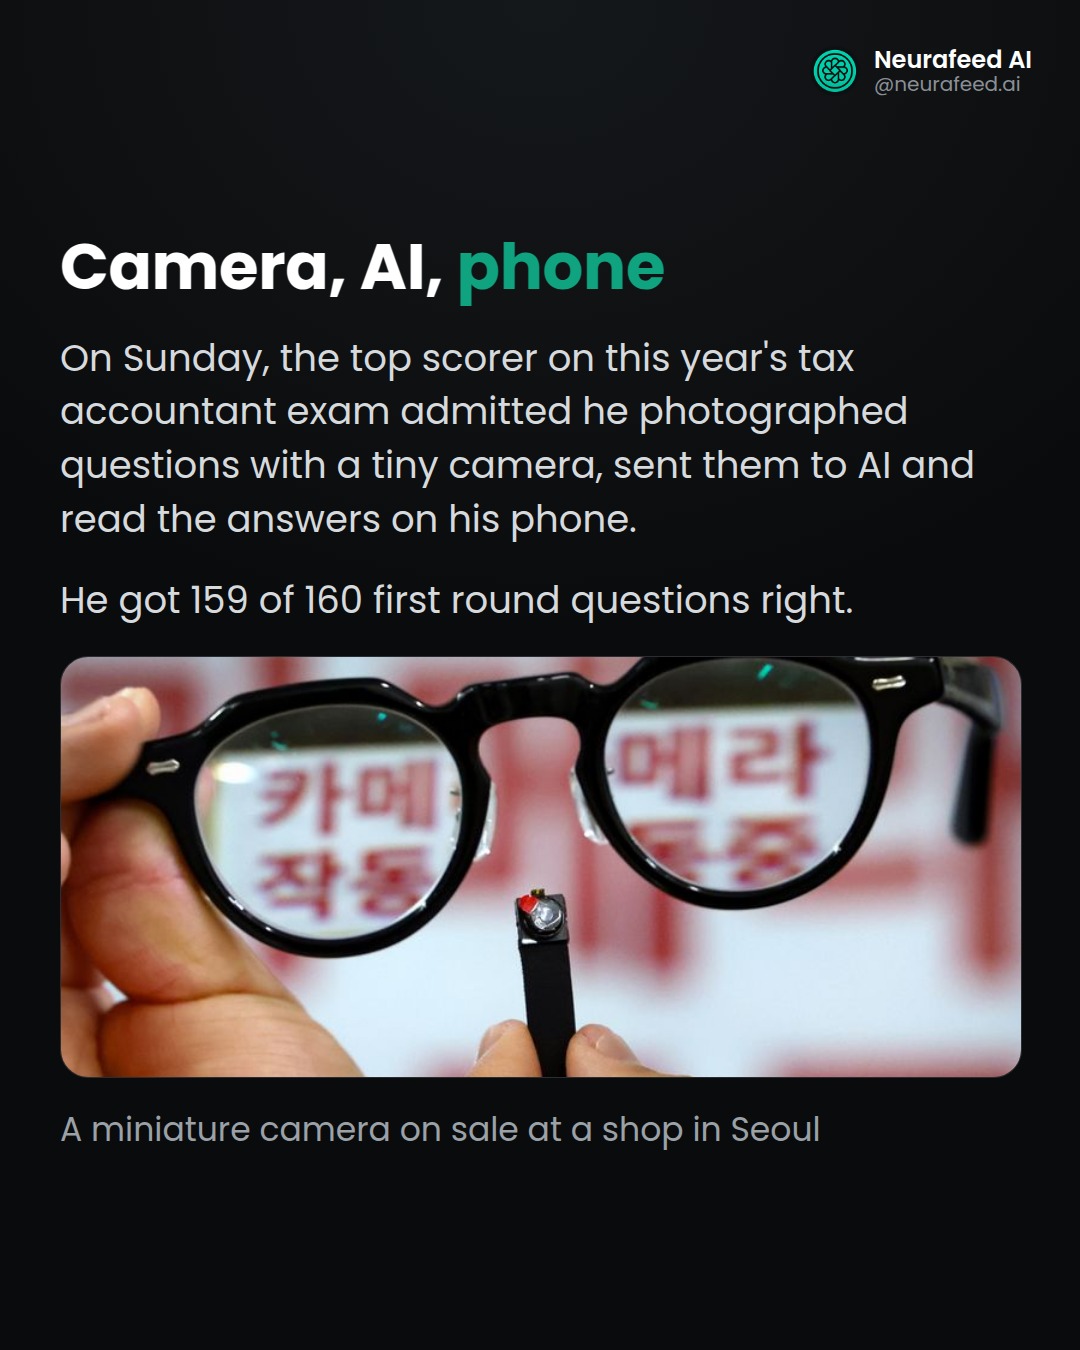 Neurafeed AI
@neurafeed.ai
Camera, AI, phone
On Sunday, the top scorer on this year's tax
accountant exam admitted he photographed
questions with a tiny camera, sent them to AI and
read the answers on his phone.
He got 159 of 160 first round questions right.
카메 메라
작동 동중
A miniature camera on sale at a shop in Seoul